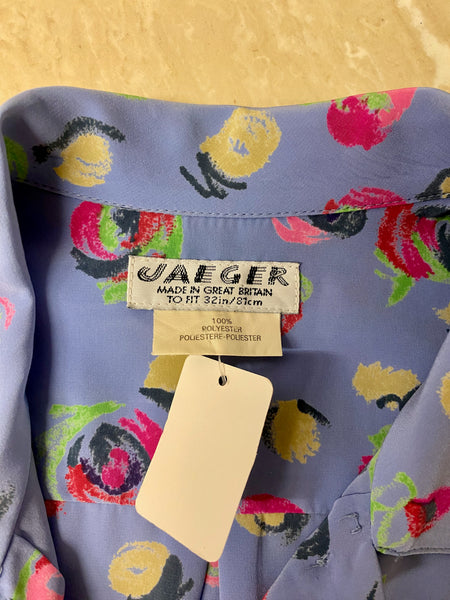 JAEGER
MADE IN GREAT BRITAIN
TO FIT 32in/81cm
100%
POLYESTER
POLIESTERE-POLIESTER